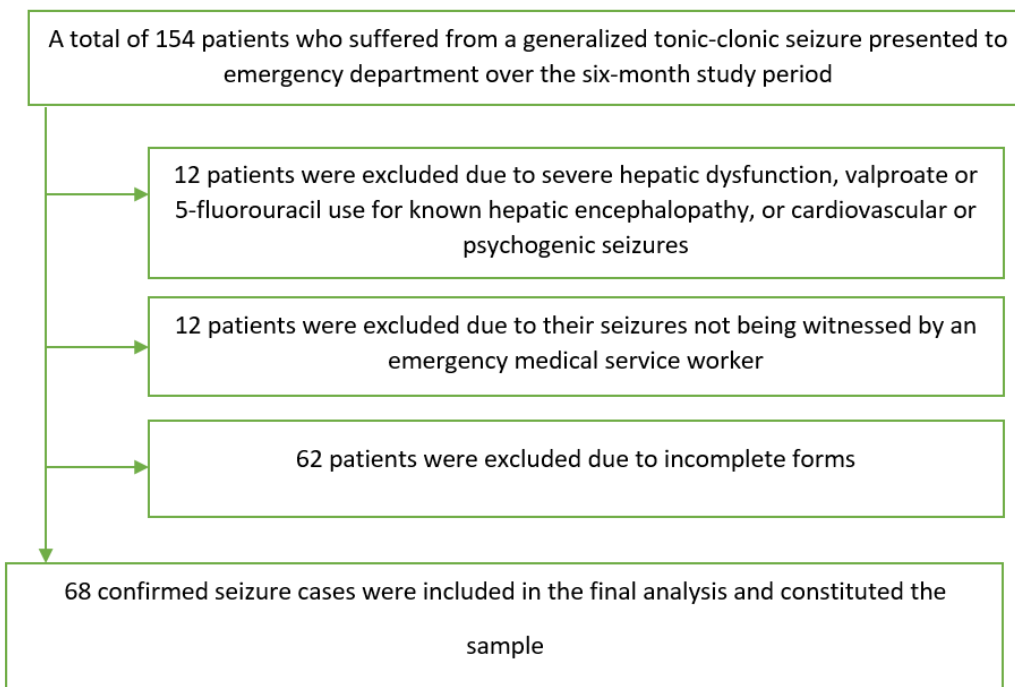 A total of 154 patients who suffered from a generalized tonic-clonic seizure presented to
emergency department over the six-month study period
12 patients were excluded due to severe hepatic dysfunction, valproate or
5-fluorouracil use for known hepatic encephalopathy, or cardiovascular or
psychogenic seizures
12 patients were excluded due to their seizures not being witnessed by an
emergency medical service worker
62 patients were excluded due to incomplete forms
68 confirmed seizure cases were included in the final analysis and constituted the
sample